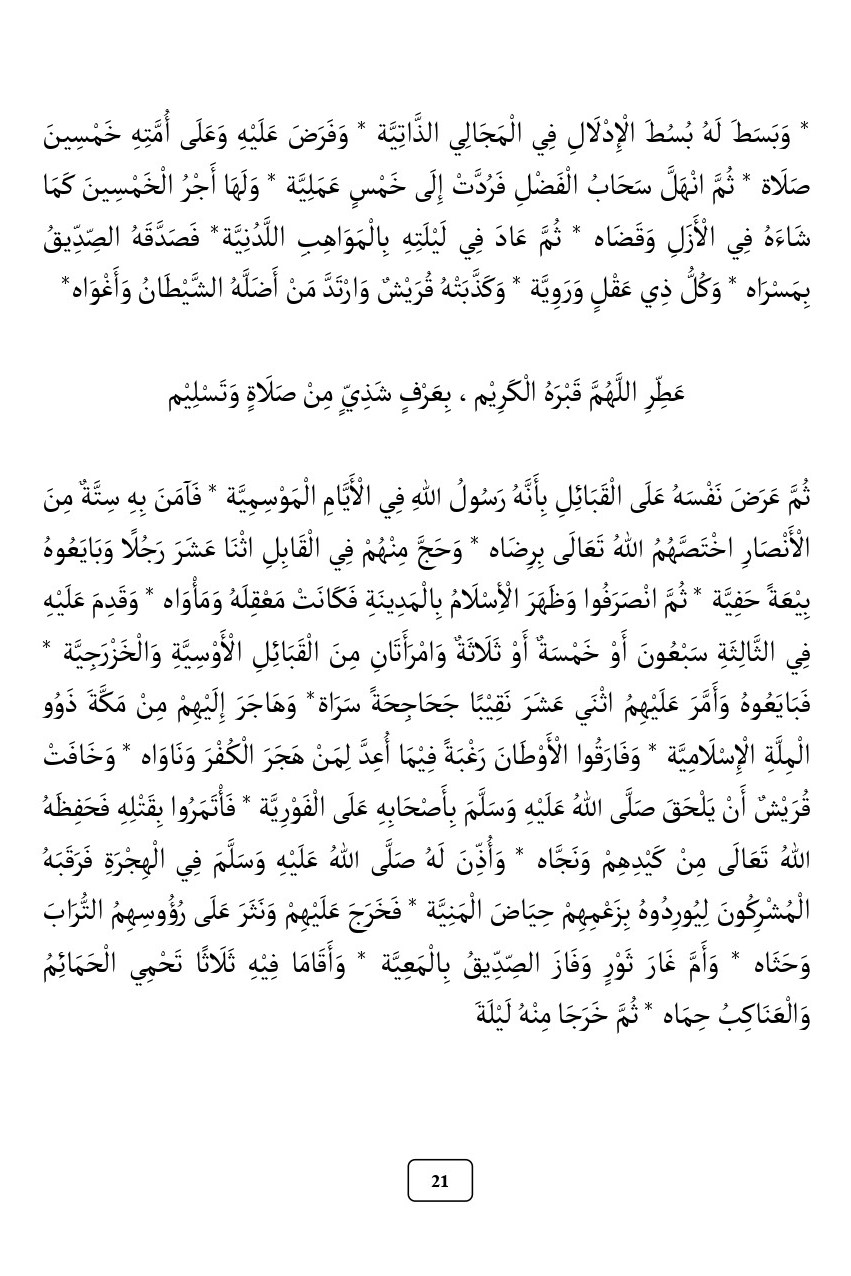 * وَبَسَطَ لَهُ بُسُطَ الْإِدْلَالِ فِي الْمَجَالِي الذَّاتِيَّة * وَفَرَضَ عَلَيْهِ وَعَلَى أُمَّتِهِ خَمْسِينَ
صَلَاة * ثُمَّ انْهَلَّ سَحَابُ الْفَضْلِ فَرُدَّتْ إِلَى خَمْسٍ عَمَلِيَّة * وَلَهَا أَجْرُ الْخَمْسِينَ كَمَا
شَاءَهُ فِي الْأَزَلِ وَقَضَاه * ثُمَّ عَادَ فِي لَيْلَتِهِ بِالْمَوَاهِبِ اللَّدُنِيَّة* فَصَدَّقَهُ الصِّدِّيقُ
بِمَسْرَاه * وَكُلُّ ذِي عَقْلٍ وَرَوِيَّة * وَكَذَّبَتْهُ قُرَيْشٌ وَارْتَدَّ مَنْ أَضَلَّهُ الشَّيْطَانُ وَأَغْوَاه*
عَطِّرِ اللَّهُمَّ قَبْرَهُ الْكَرِيْم ، بِعَرْفٍ شَذِيٍّ مِنْ صَلَاةٍ وَتَسْلِيْم
ثُمَّ عَرَضَ نَفْسَهُ عَلَى الْقَبَائِلِ بِأَنَّهُ رَسُولُ اللهِ فِي الْأَيَّامِ الْمَوْسِمِيَّة * فَآمَنَ بِهِ سِتَّةٌ مِنَ
الْأَنْصَارِ اخْتَصَّهُمُ اللهُ تَعَالَى بِرِضَاه * وَحَجَّ مِنْهُمْ فِي الْقَابِلِ اثْنَا عَشَرَ رَجُلًا وَبَايَعُوهُ
بِيْعَةً حَفِيَّة * ثُمَّ انْصَرَفُوا وَظَهَرَ الْأِسْلَامُ بِالْمَدِينَةِ فَكَانَتْ مَعْقِلَهُ وَمَأْوَاه * وَقَدِمَ عَلَيْهِ
فِي الثَّالِثَةِ سَبْعُونَ أَوْ خَمْسَةٌ أَوْ ثَلَاثَةٌ وَامْرَأَتَانِ مِنَ الْقَبَائِلِ الْأَوْسِيَّةِ وَالْخَزْرَجِيَّة *
فَبَايَعُوهُ وَأَمَّرَ عَلَيْهِمُ اثْنَي عَشَرَ نَقِيْبًا جَحَاجِحَةً سَرَاة* وَهَاجَرَ إِلَيْهِمْ مِنْ مَكَّةَ ذَوُو
الْمِلَّةِ الْإِسْلَامِيَّة * وَفَارَقُوا الْأَوْطَانَ رَغْبَةً فِيْمَا أُعِدَّ لِمَنْ هَجَرَ الْكُفْرَ وَنَاوَاه * وَخَافَتْ
قُرَيْشٌ أَنْ يَلْحَقَ صَلَّى اللهُ عَلَيْهِ وَسَلَّمَ بِأَصْحَابِهِ عَلَى الْفَوْرِيَّة * فَأْتَمَرُوا بِقَتْلِهِ فَحَفِظَهُ
اللهُ تَعَالَى مِنْ كَيْدِهِمْ وَنَجَّاه * وَأُذِّنَ لَهُ صَلَّى اللهُ عَلَيْهِ وَسَلَّمَ فِي الْهِجْرَةِ فَرَقَبَهُ
الْمُشْرِكُونَ لِيُورِدُوهُ بِزَعْمِهِمْ حِيَاضَ الْمَنِيَّة * فَخَرَجَ عَلَيْهِمْ وَنَثَرَ عَلَى رُؤُوسِهِمُ التُّرَابَ
وَحَثَاه * وَأَمَّ غَارَ ثَوْرٍ وَفَازَ الصِّدِّيقُ بِالْمَعِيَّة * وَأَقَامَا فِيْهِ ثَلَاثًا تَحْمِي الْحَمَائِمُ
وَالْعَنَاكِبُ حِمَاه * ثُمَّ خَرَجَا مِنْهُ لَيْلَةَ
21